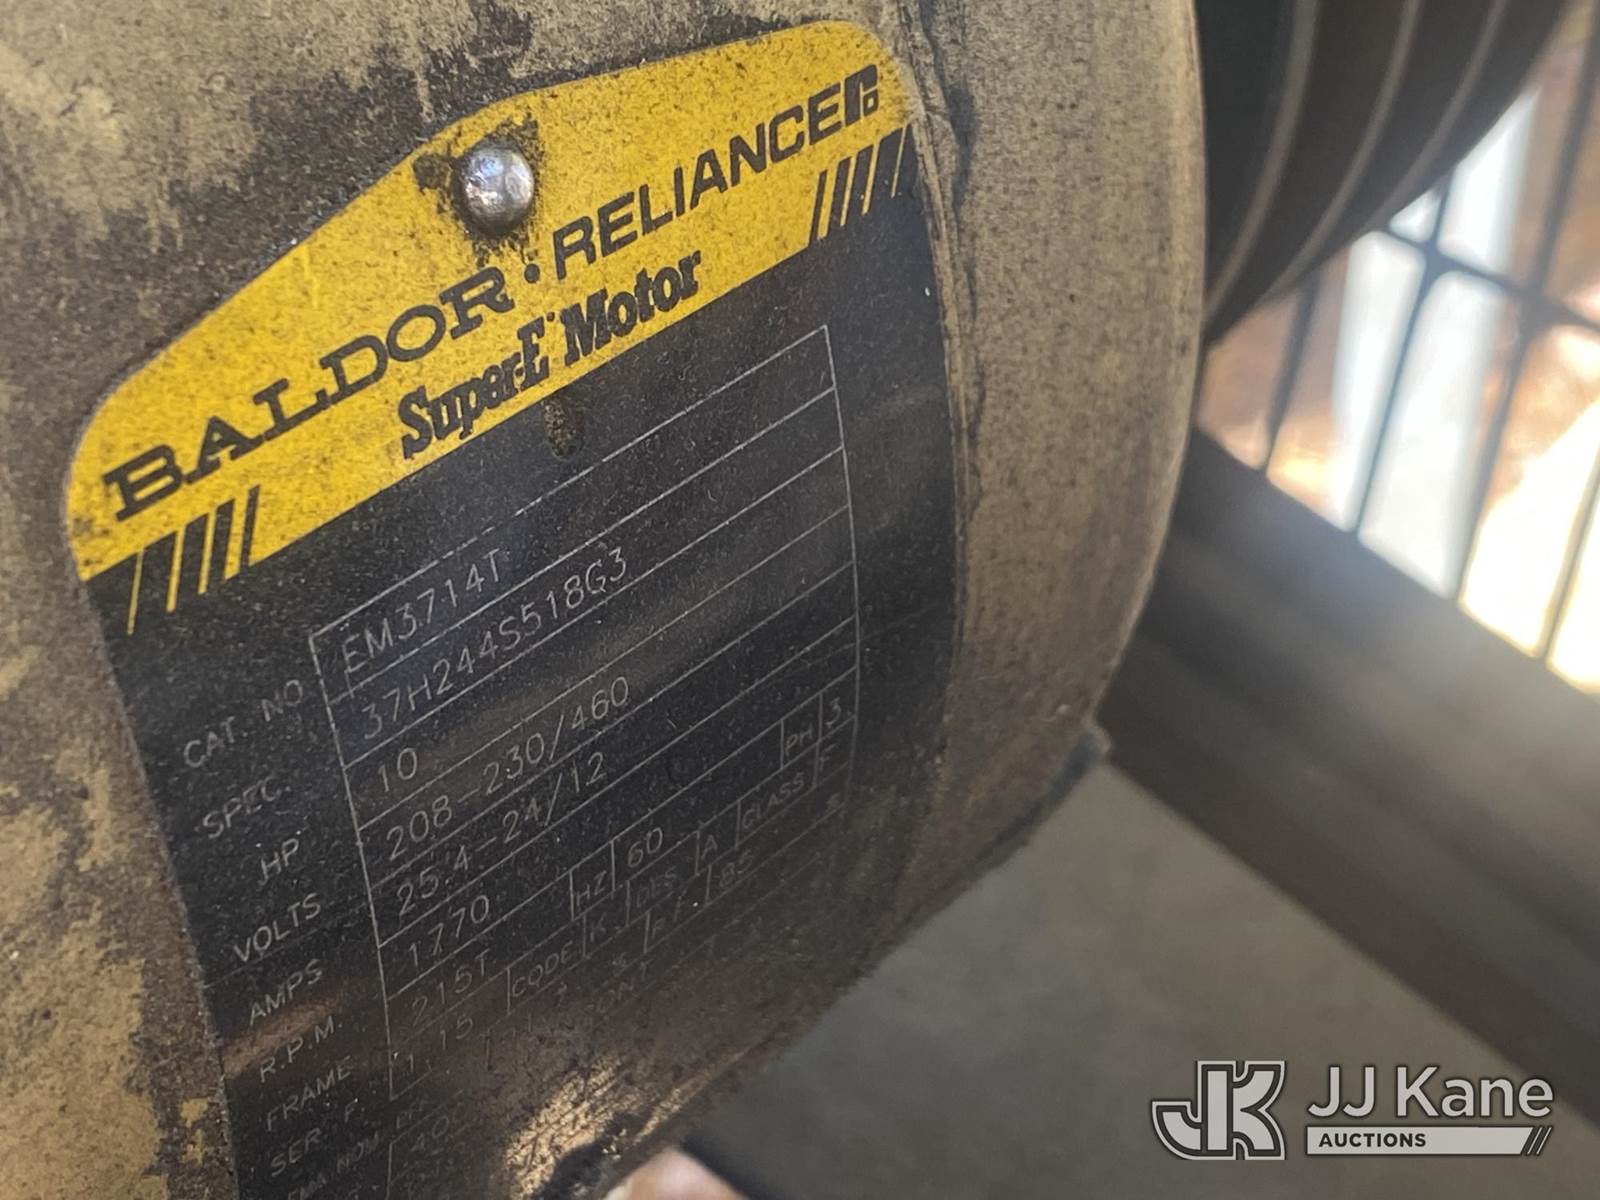 BALDOR · RELIANCE
Super-E Motor
CAT. NO EM3714T
SPEC. 37H244S518G3
HP 10
VOLTS 208-230/460
AMPS 25.4-24/12
R.P.M. 1770 HZ 60 PH 3
FRAME 215T CODE K DES A CLASS F
SER. F. 1.15
JK JJ Kane
AUCTIONS